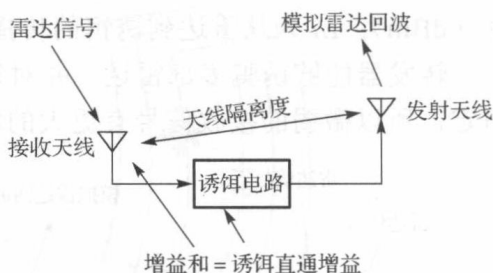 雷达信号
模拟雷达回波
天线隔离度
发射天线
接收天线
诱饵电路
增益和=诱饵直通增益